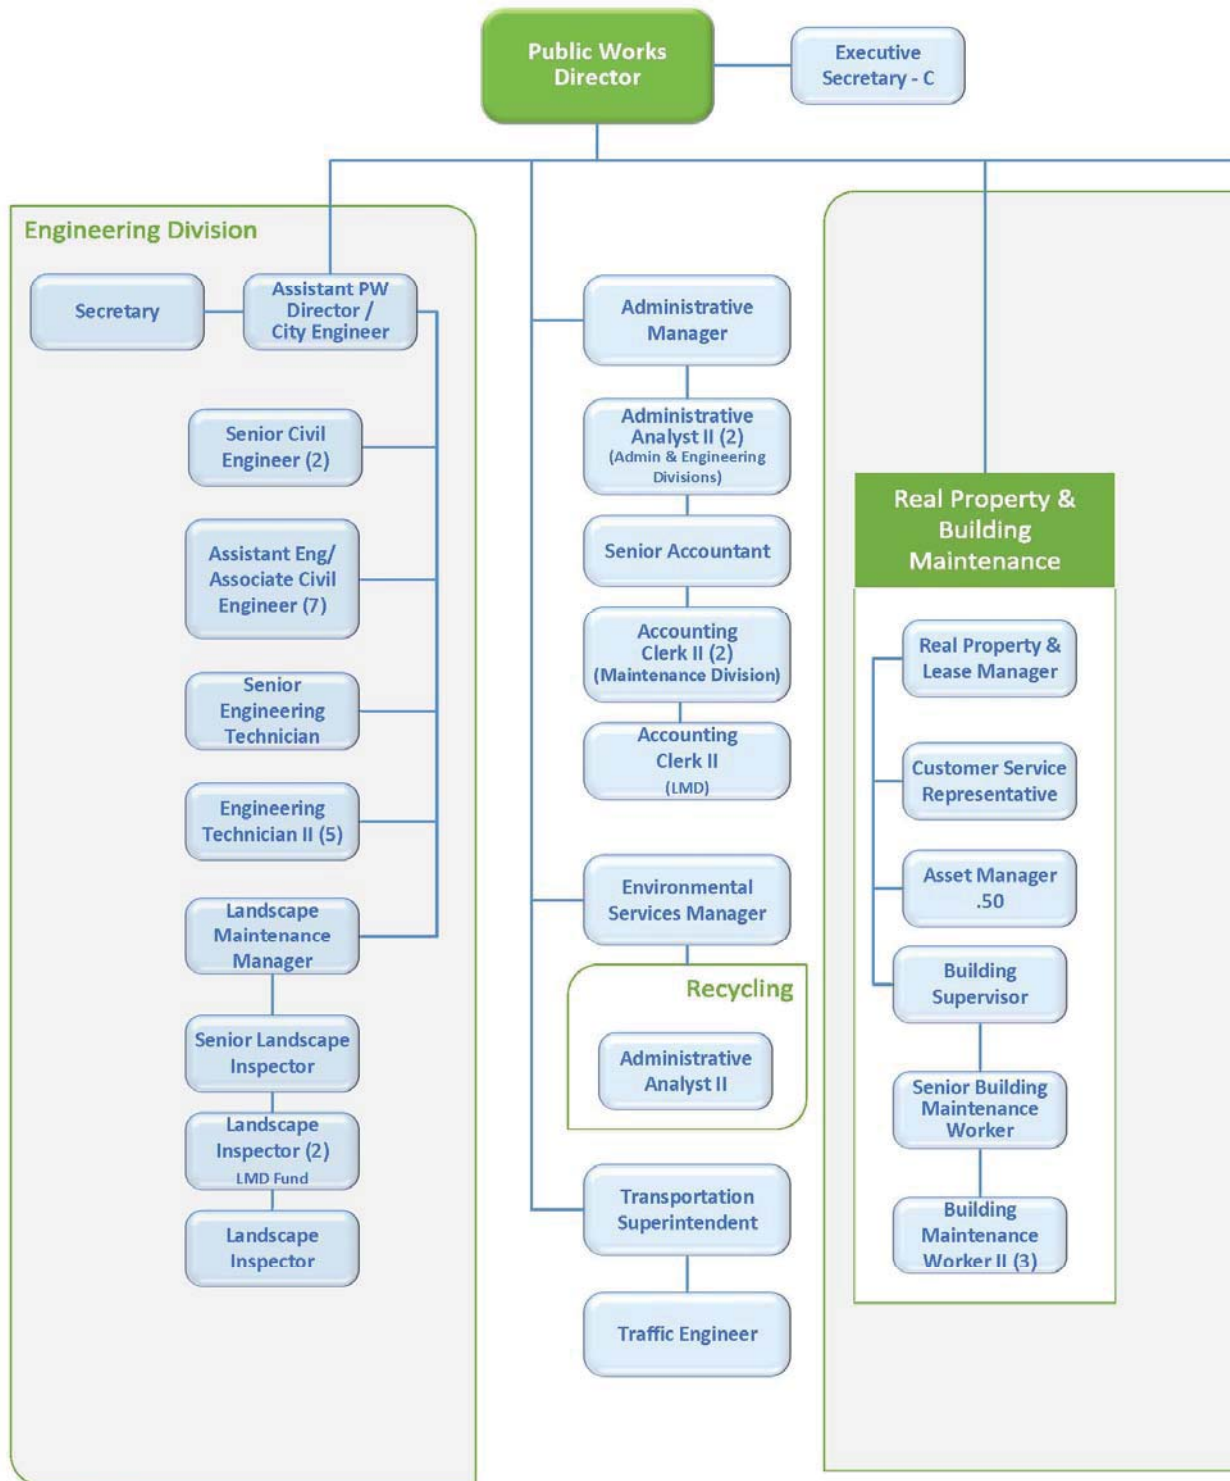 Public Works
Director
Executive
Secretary - C
Engineering Division
Secretary
Assistant PW
Director /
City Engineer
Senior Civil
Engineer (2)
Assistant Eng/
Associate Civil
Engineer (7)
Senior
Engineering
Technician
Engineering
Technician II (5)
Landscape
Maintenance
Manager
Senior Landscape
Inspector
Landscape
Inspector (2)
LMD Fund
Landscape
Inspector
Administrative
Manager
Administrative
Analyst II (2)
(Admin & Engineering
Divisions)
Senior Accountant
Accounting
Clerk II (2)
(Maintenance Division)
Accounting
Clerk II
(LMD)
Environmental
Services Manager
Recycling
Administrative
Analyst II
Transportation
Superintendent
Traffic Engineer
Real Property &
Building
Maintenance
Real Property &
Lease Manager
Customer Service
Representative
Asset Manager
.50
Building
Supervisor
Senior Building
Maintenance
Worker
Building
Maintenance
Worker II (3)